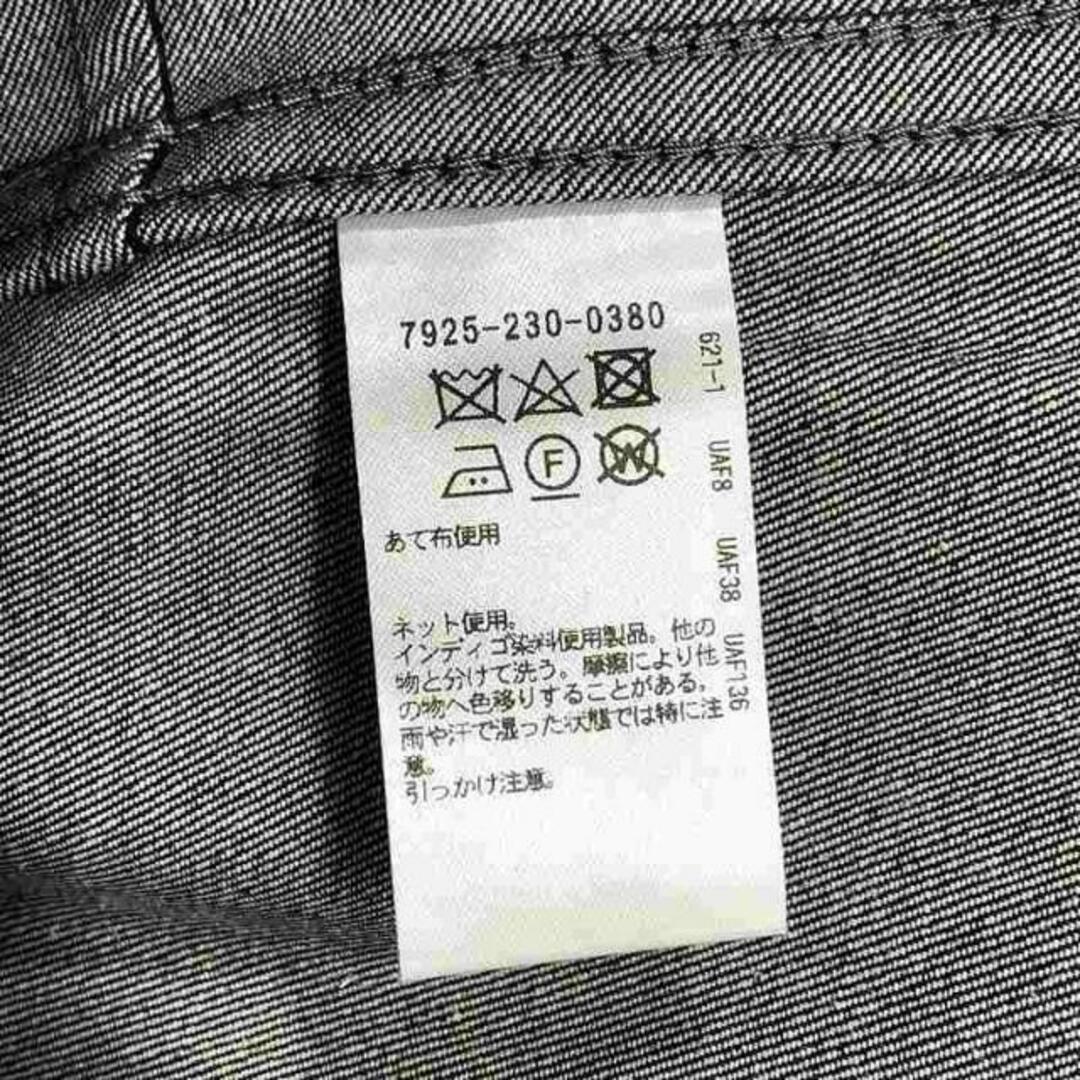 7925-230-0380
F
W
あて布使用
ネット使用。
インディゴ染料使用製品。他の
物と分けて洗う。摩擦により他
の物へ色移りすることがある。
雨や汗で湿った状態では特に注
意。
引っかけ注意。
621-1 UAF8 UAF38 UAF136